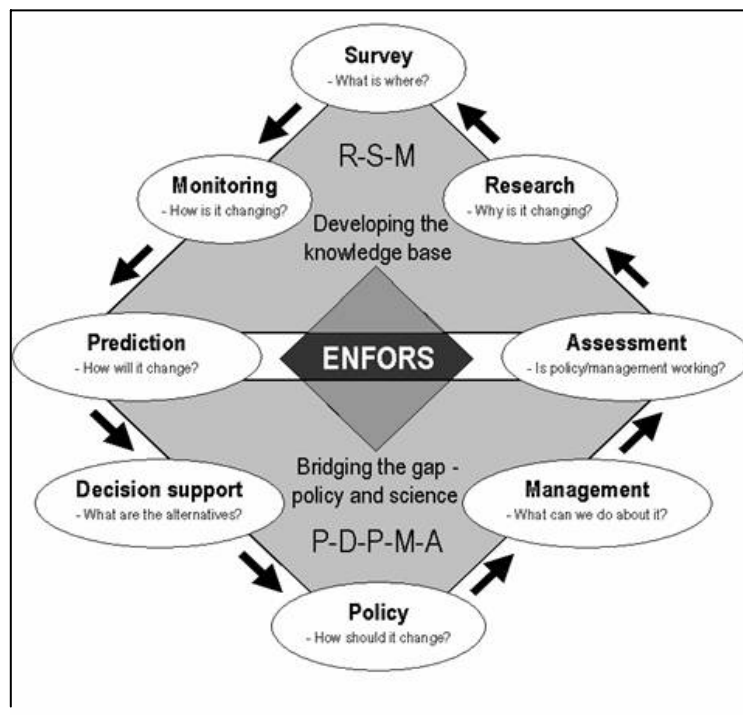 Survey
- What is where?
R-S-M
Monitoring
- How is it changing?
Research
- Why is it changing?
Developing the
knowledge base
Prediction
- How will it change?
ENFORS
Assessment
- Is policy/management working?
Bridging the gap -
policy and science
Decision support
- What are the alternatives?
Management
- What can we do about it?
P-D-P-M-A
Policy
- How should it change?